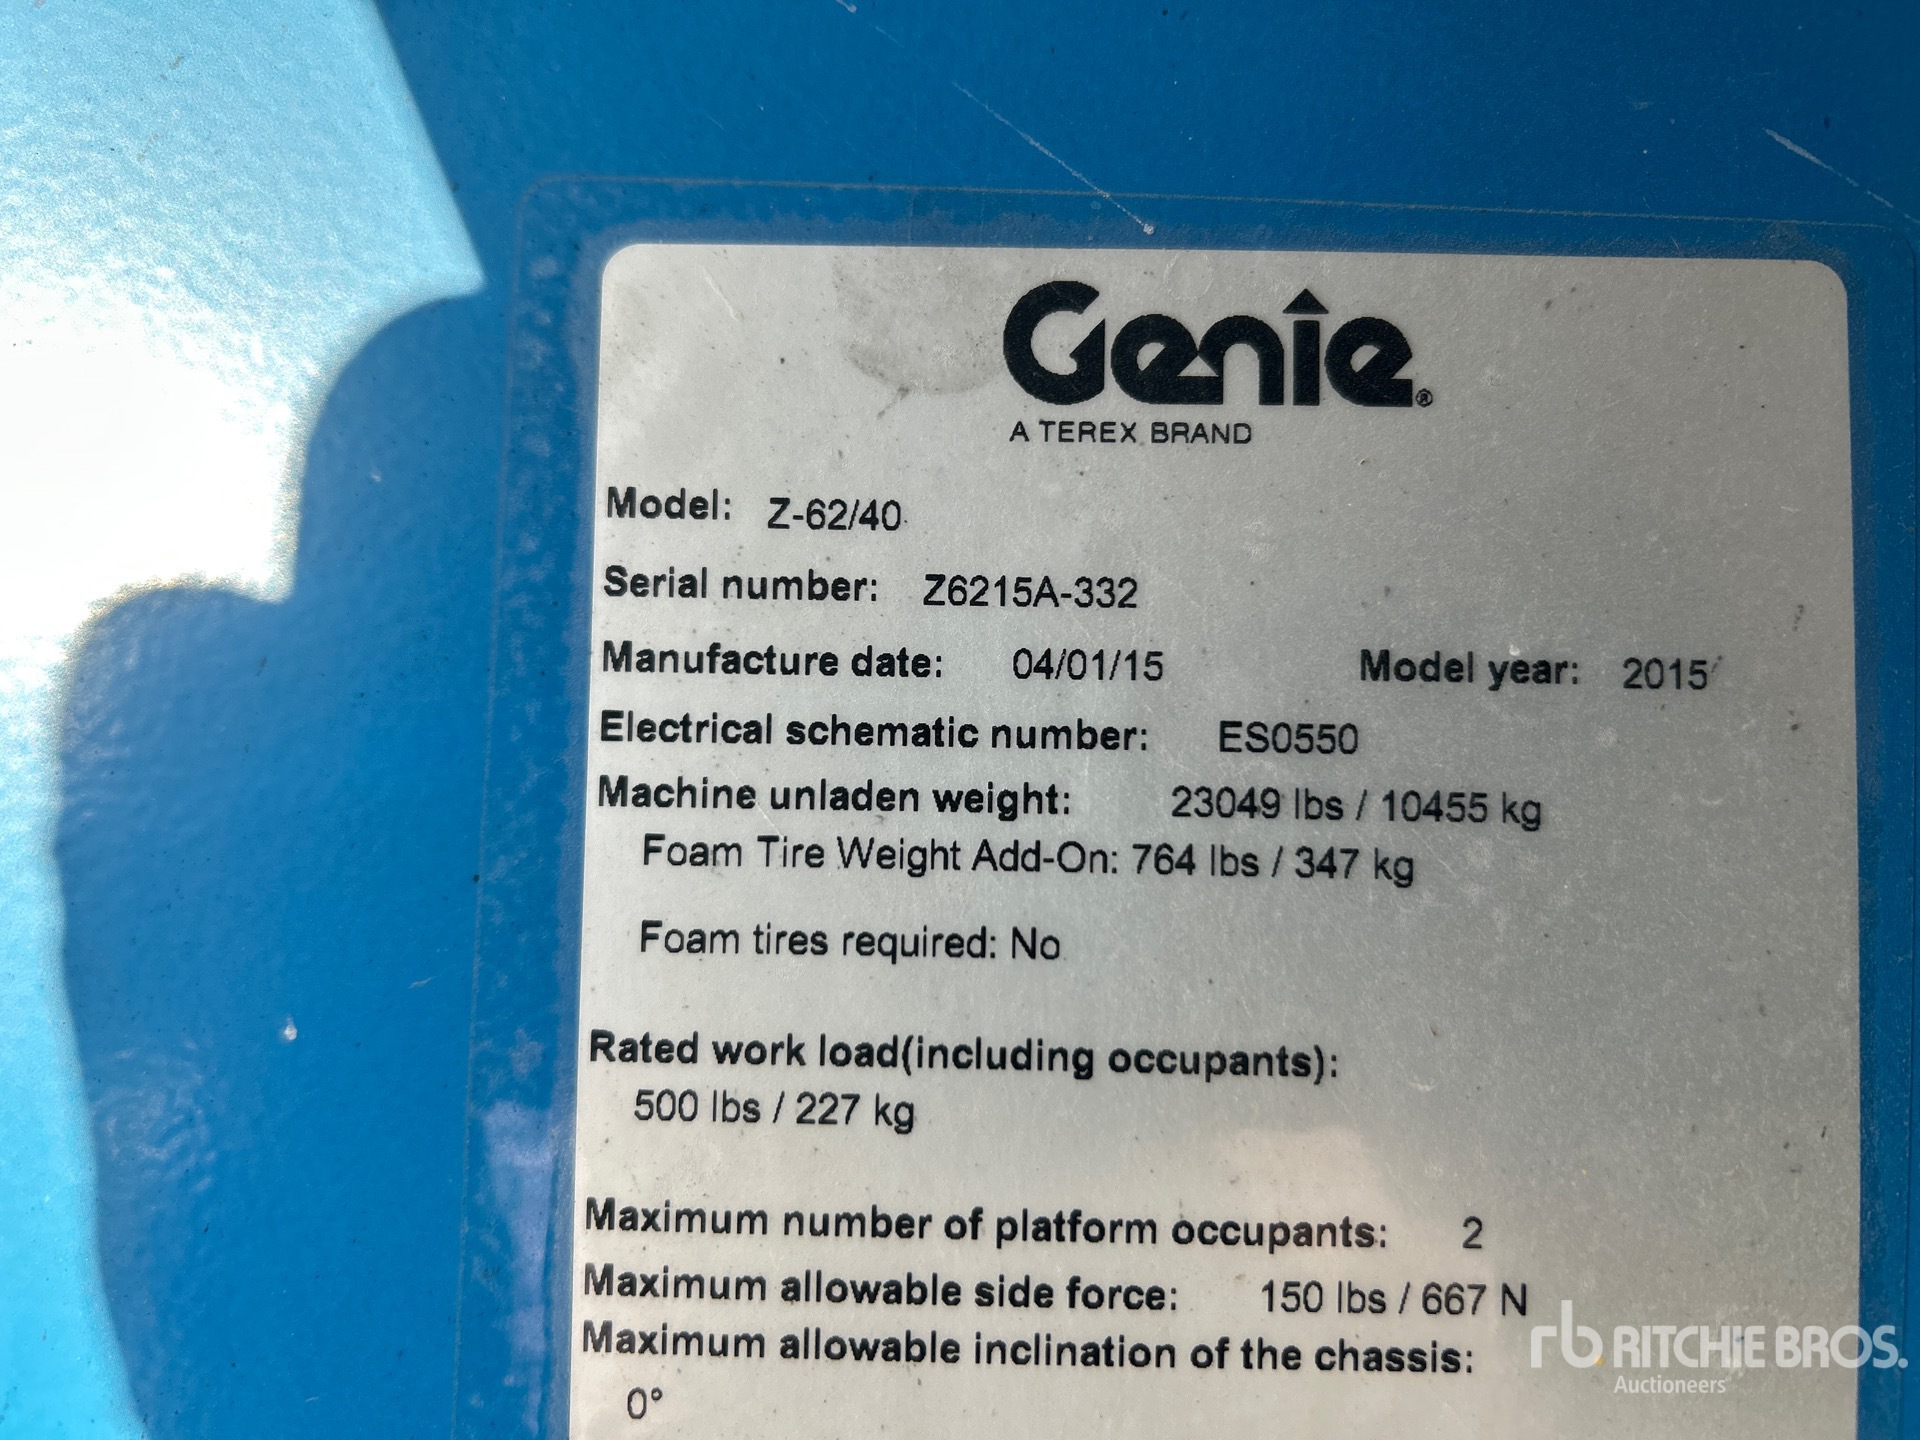 Genie®
A TEREX BRAND
Model: Z-62/40
Serial number: Z6215A-332
Manufacture date: 04/01/15 Model year: 2015
Electrical schematic number: ES0550
Machine unladen weight: 23049 lbs / 10455 kg
Foam Tire Weight Add-On: 764 lbs / 347 kg
Foam tires required: No
Rated work load(including occupants):
500 lbs / 227 kg
Maximum number of platform occupants: 2
Maximum allowable side force: 150 lbs / 667 N
Maximum allowable inclination of the chassis:
0°
rb RITCHIE BROS.
Auctioneers